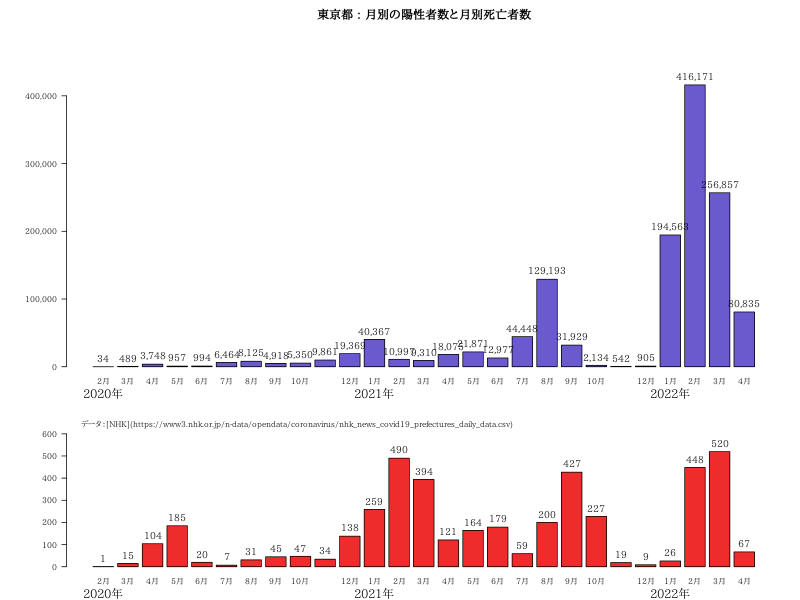 東京都：月別の陽性者数と月別死亡者数
416,171
400,000
300,000
256,857
200,000
194,563
129,193
100,000
80,835
44,448
40,367
31,929
34 489 3,748 957 994 6,464 8,125 4,918 5,350 9,861 19,369 10,997 9,310 18,075 21,871 12,977 2,134 542 905
0
2月 3月 4月 5月 6月 7月 8月 9月 10月 12月 1月 2月 3月 4月 5月 6月 7月 8月 9月 10月 12月 1月 2月 3月 4月
2020年 2021年 2022年
データ：[NHK](https://www3.nhk.or.jp/n-data/opendata/coronavirus/nhk_news_covid19_prefectures_daily_data.csv)
600
500
400
300
200
100
0
1 15 104 185 20 7 31 45 47 34 138 259 490 394 121 164 179 59 200 427 227 19 9 26 448 520 67
2月 3月 4月 5月 6月 7月 8月 9月 10月 12月 1月 2月 3月 4月 5月 6月 7月 8月 9月 10月 12月 1月 2月 3月 4月
2020年 2021年 2022年